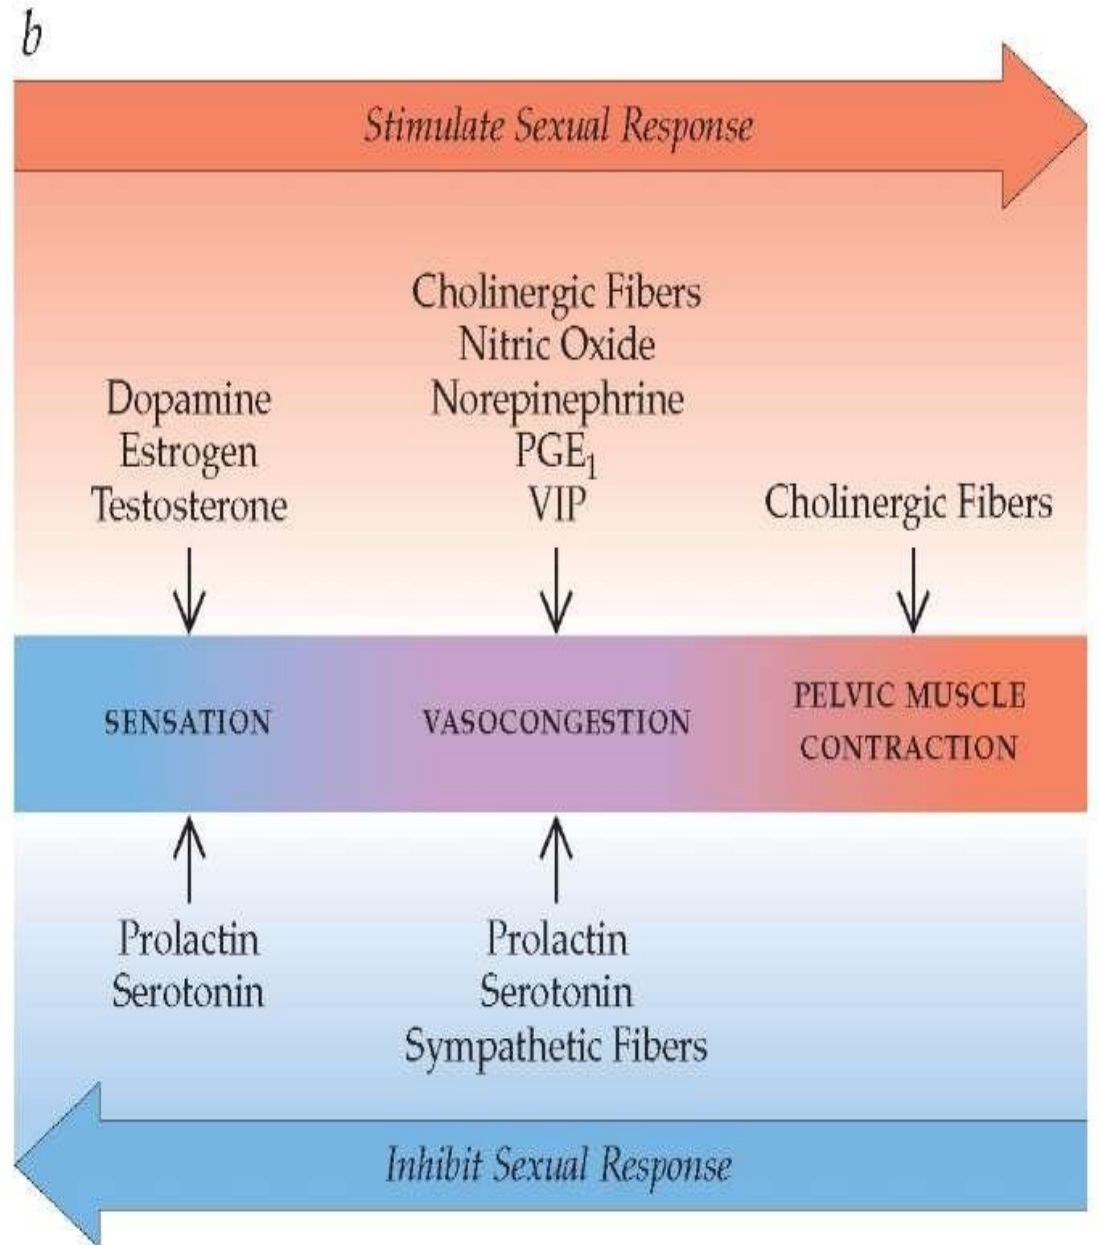 b
Stimulate Sexual Response
Dopamine
Estrogen
Testosterone
Cholinergic Fibers
Nitric Oxide
Norepinephrine
PGE₁
VIP
Cholinergic Fibers
SENSATION
VASOCONGESTION
PELVIC MUSCLE
CONTRACTION
Prolactin
Serotonin
Prolactin
Serotonin
Sympathetic Fibers
Inhibit Sexual Response